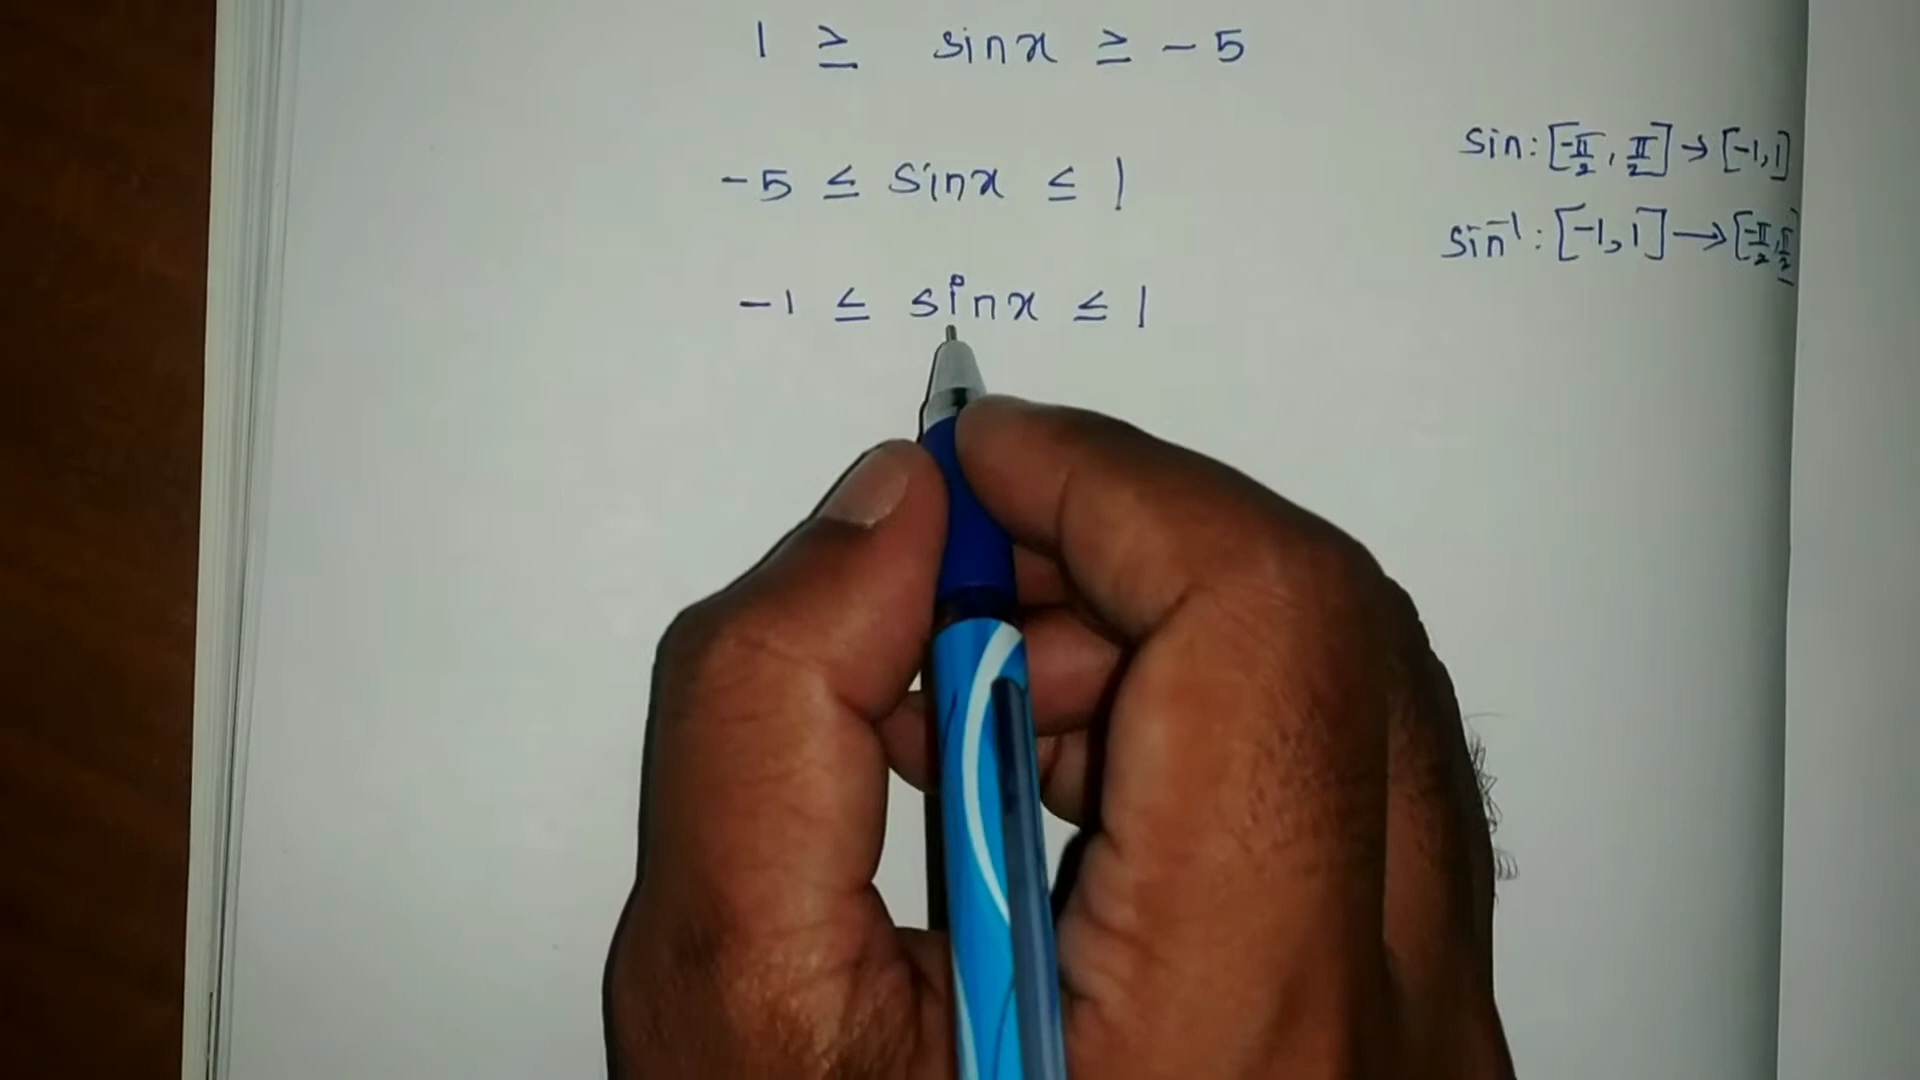 1 ≥ sinx ≥ -5
sin: [-π/2, π/2] → [-1,1]
-5 ≤ sinx ≤ 1
sin⁻¹: [-1,1] → [-π/2, π/2]
-1 ≤ sinx ≤ 1